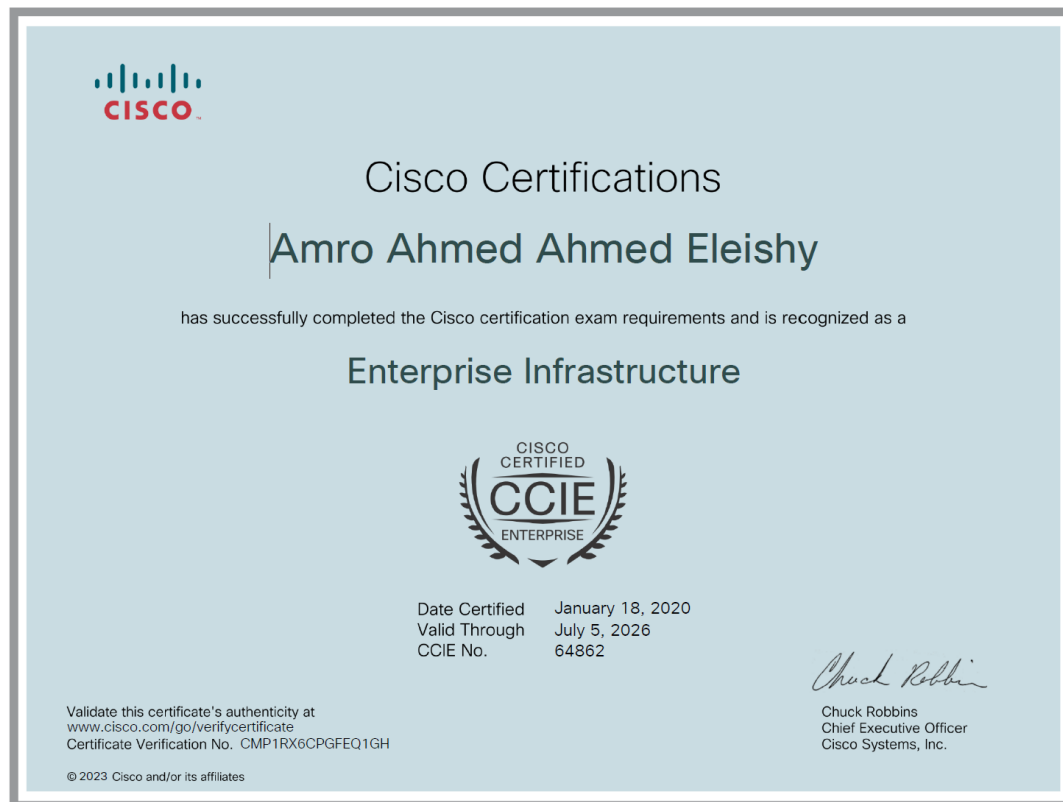 CISCO
Cisco Certifications
Amro Ahmed Ahmed Eleishy
has successfully completed the Cisco certification exam requirements and is recognized as a
Enterprise Infrastructure
CISCO
CERTIFIED
CCIE
ENTERPRISE
Date Certified January 18, 2020
Valid Through July 5, 2026
CCIE No. 64862
Chuck Robbins
Validate this certificate's authenticity at
www.cisco.com/go/verifycertificate
Certificate Verification No. CMP1RX6CPGFEQ1GH
Chuck Robbins
Chief Executive Officer
Cisco Systems, Inc.
© 2023 Cisco and/or its affiliates